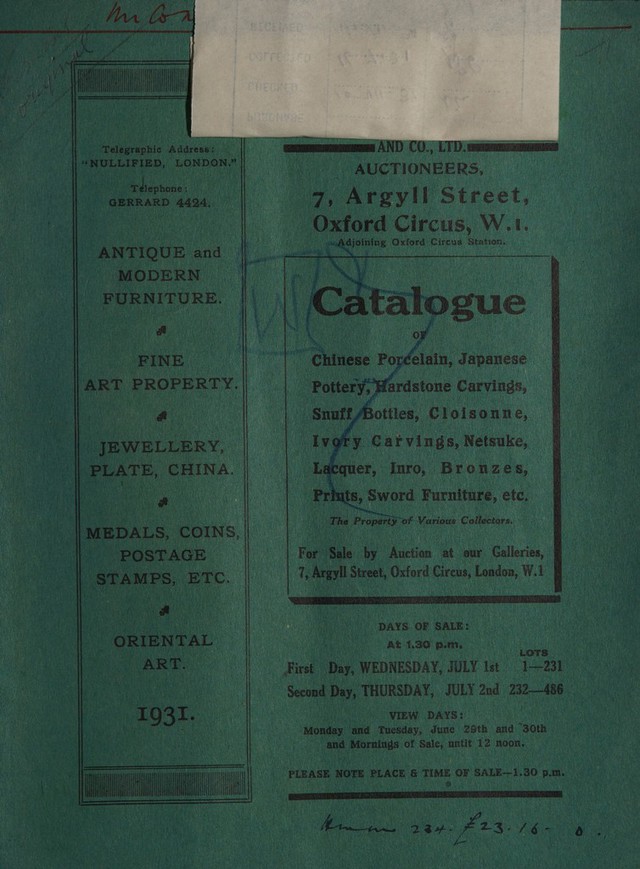 Telegraphic Address:
"NULLIFIED, LONDON."
Telephone:
GERRARD 4424.
ANTIQUE and
MODERN
FURNITURE.
FINE
ART PROPERTY.
JEWELLERY,
PLATE, CHINA.
MEDALS, COINS,
POSTAGE
STAMPS, ETC.
ORIENTAL
ART.
1931.
AND CO., LTD.
AUCTIONEERS,
7, Argyll Street,
Oxford Circus, W.1.
Adjoining Oxford Circus Station.
Catalogue
OF
Chinese Porcelain, Japanese
Pottery, Hardstone Carvings,
Snuff Bottles, Cloisonne,
Ivory Carvings, Netsuke,
Lacquer, Inro, Bronzes,
Prints, Sword Furniture, etc.
The Property of Various Collectors.
For Sale by Auction at our Galleries,
7, Argyll Street, Oxford Circus, London, W.1
DAYS OF SALE:
At 1.30 p.m.
LOTS
First Day, WEDNESDAY, JULY 1st 1—231
Second Day, THURSDAY, JULY 2nd 232—486
VIEW DAYS:
Monday and Tuesday, June 29th and 30th
and Mornings of Sale, until 12 noon.
PLEASE NOTE PLACE & TIME OF SALE—1.30 p.m.
234. £23.16.0.